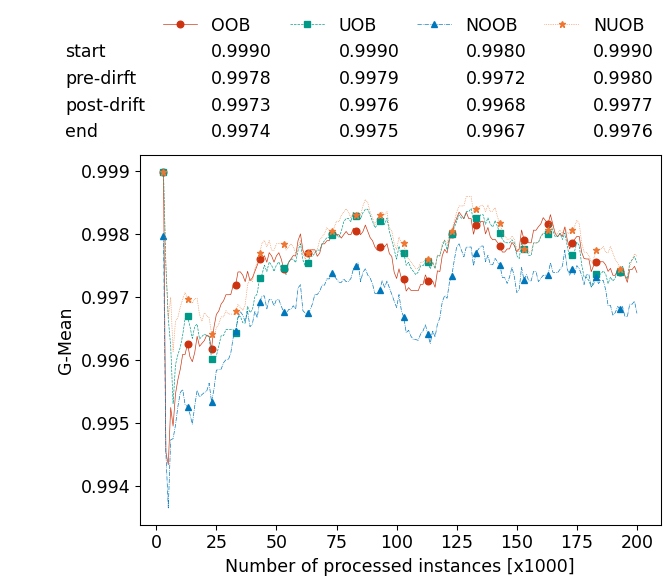 OOB UOB NOOB NUOB
start 0.9990 0.9990 0.9980 0.9990
pre-dirft 0.9978 0.9979 0.9972 0.9980
post-drift 0.9973 0.9976 0.9968 0.9977
end 0.9974 0.9975 0.9967 0.9976
0.999
0.998
0.997
0.996
0.995
0.994
G-Mean
0 25 50 75 100 125 150 175 200
Number of processed instances [x1000]